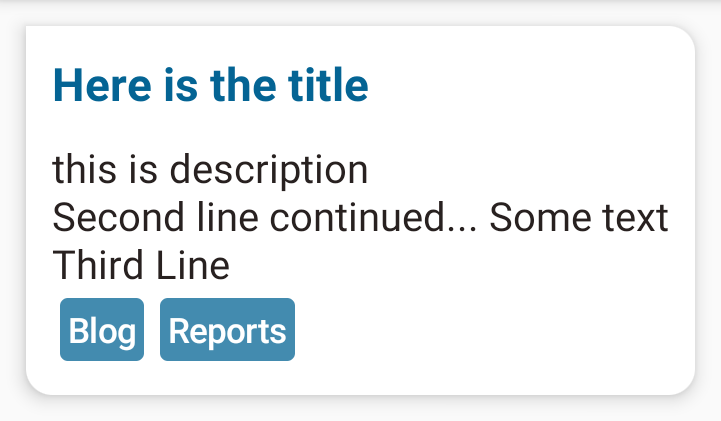 Here is the title
this is description
Second line continued... Some text
Third Line
Blog Reports